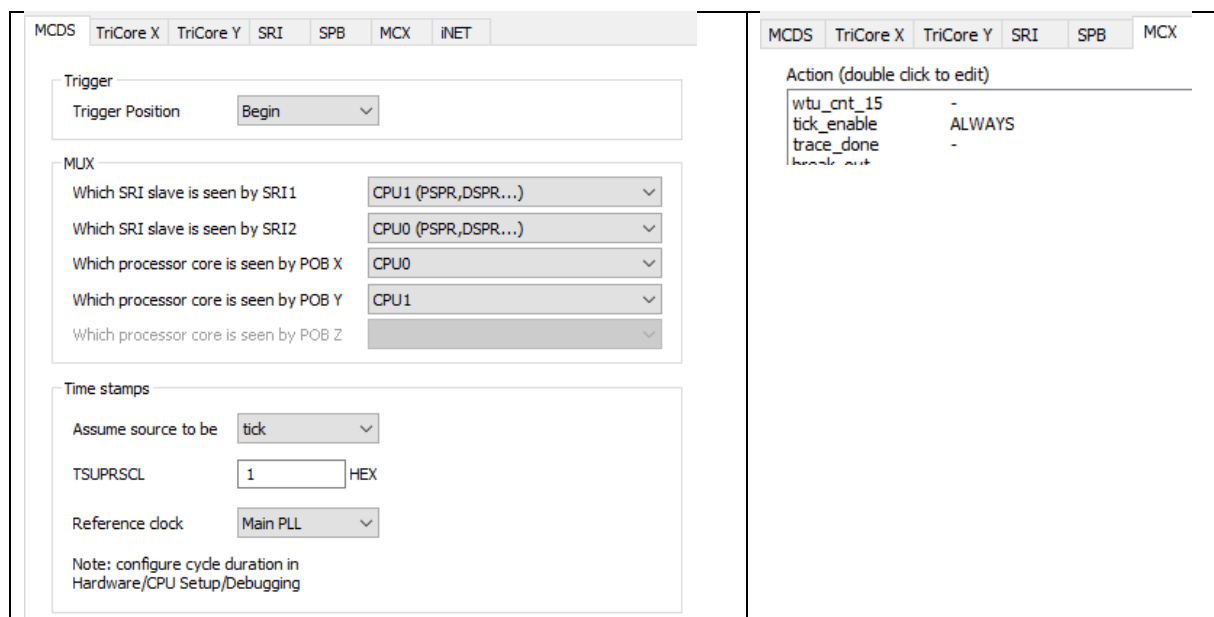 MCDS TriCore X TriCore Y SRI SPB MCX iNET
Trigger
Trigger Position Begin
MUX
Which SRI slave is seen by SRI1 CPU1 (PSPR,DSPR...)
Which SRI slave is seen by SRI2 CPU0 (PSPR,DSPR...)
Which processor core is seen by POB X CPU0
Which processor core is seen by POB Y CPU1
Which processor core is seen by POB Z
Time stamps
Assume source to be tick
TSUPRSCL 1 HEX
Reference clock Main PLL
Note: configure cycle duration in
Hardware/CPU Setup/Debugging
MCDS TriCore X TriCore Y SRI SPB MCX
Action (double click to edit)
wtu_cnt_15 -
tick_enable ALWAYS
trace_done -
break_out